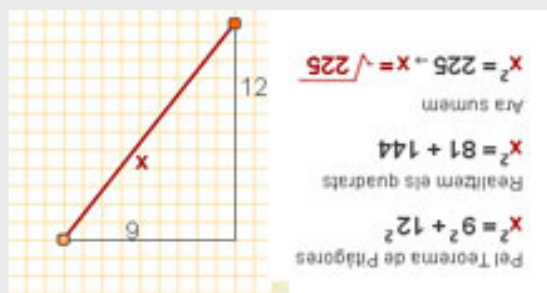 12
x
9
Pel Teorema de Pitágores
x² = 9² + 12²
Realitzem els quadrats
x² = 81 + 144
Ara sumem
x² = 225 → x = √225